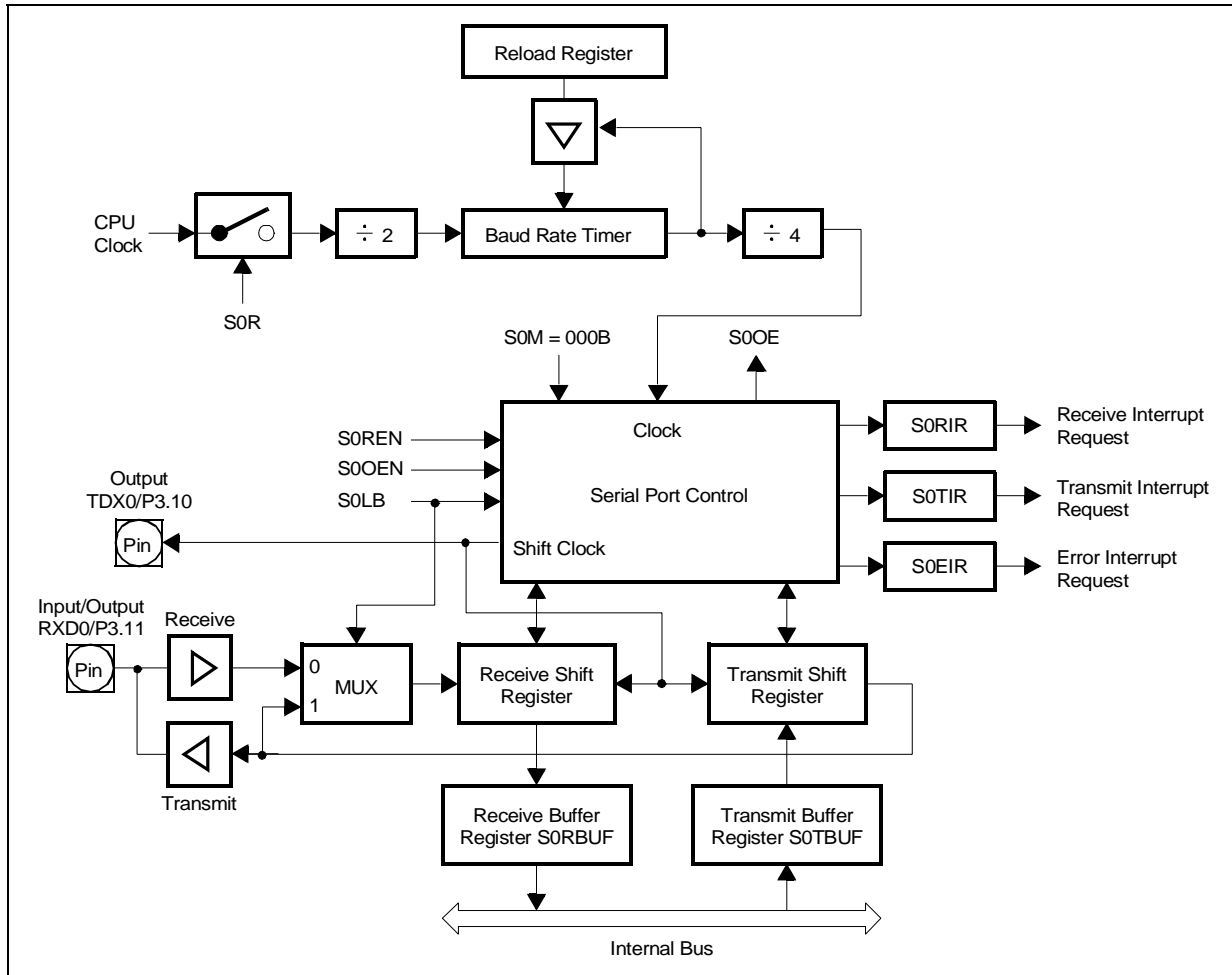 Reload Register
CPU
Clock
÷ 2
Baud Rate Timer
÷ 4
S0R
S0M = 000B
S0OE
S0REN
S0OEN
S0LB
Clock
Serial Port Control
Shift Clock
S0RIR
Receive Interrupt
Request
S0TIR
Transmit Interrupt
Request
S0EIR
Error Interrupt
Request
Output
TDX0/P3.10
Pin
Input/Output
RXD0/P3.11
Pin
Receive
0
MUX
1
Receive Shift
Register
Transmit Shift
Register
Transmit
Receive Buffer
Register S0RBUF
Transmit Buffer
Register S0TBUF
Internal Bus